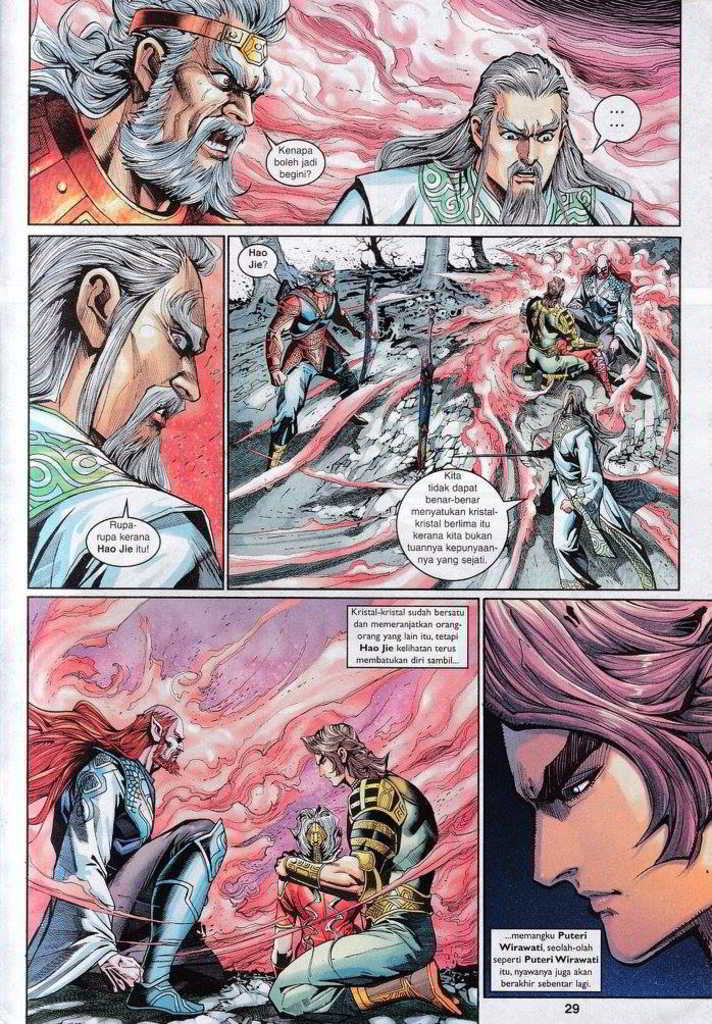 Kenapa
boleh jadi
begini?
...
...
Rupa-
rupa kerana
Hao Jie itu!
Hao
Jie?
Kita
tidak dapat
benar-benar
menyatukan kristal-
kristal berlima itu
kerana kita bukan
tuannya kepunyaan-
nya yang sejati.
Kristal-kristal sudah bersatu
dan memeranjatkan orang-
orang yang lain itu, tetapi
Hao Jie kelihatan terus
membatukan diri sambil...
...memangku Puteri
Wirawati, seolah-olah
seperti Puteri Wirawati
itu, nyawanya juga akan
berakhir sebentar lagi.
29